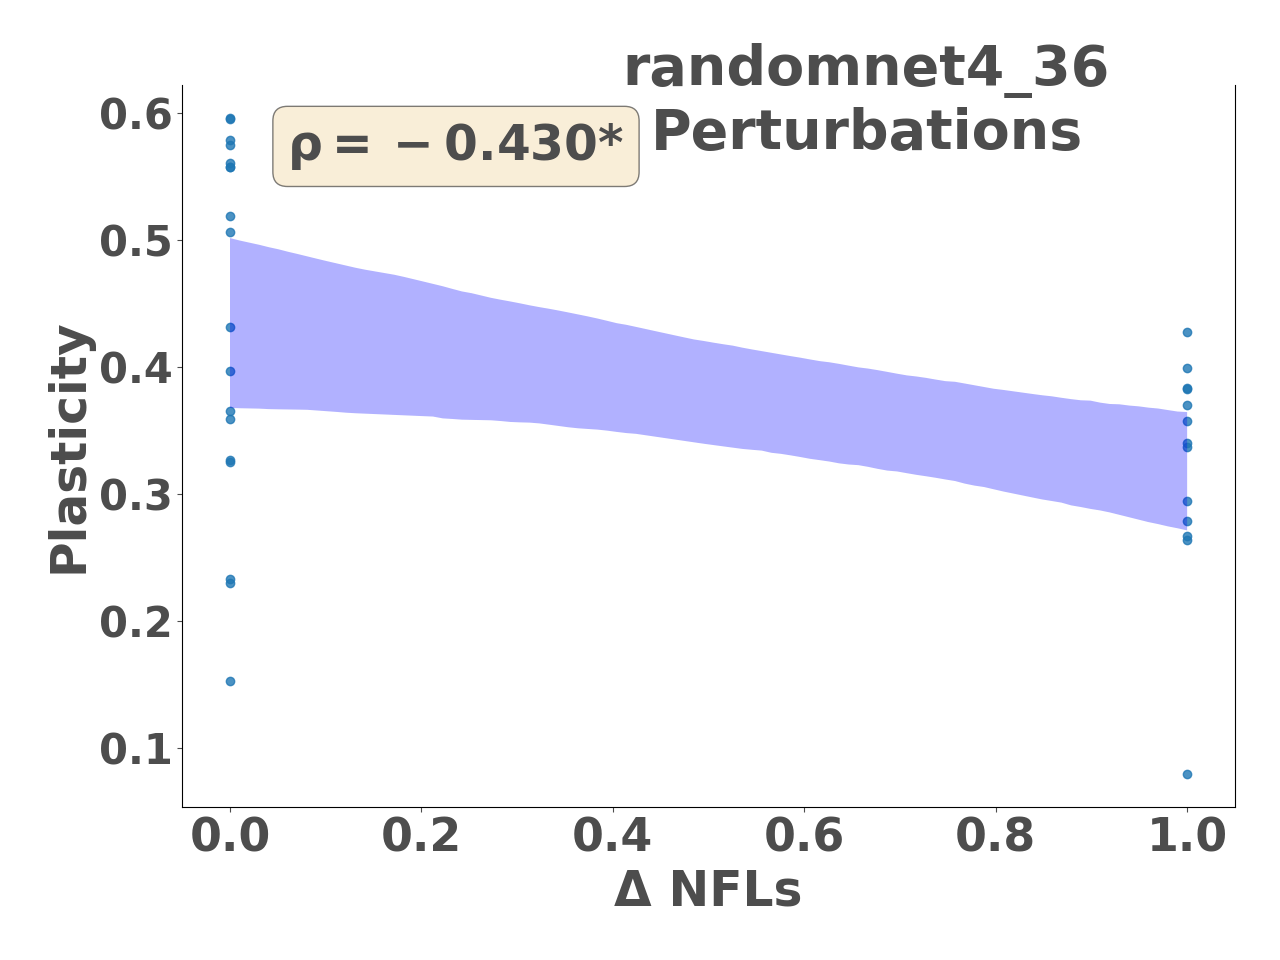 randomnet4_36
Perturbations
ρ = − 0.430*
Plasticity
0.6
0.5
0.4
0.3
0.2
0.1
0.0 0.2 0.4 0.6 0.8 1.0
Δ NFLs